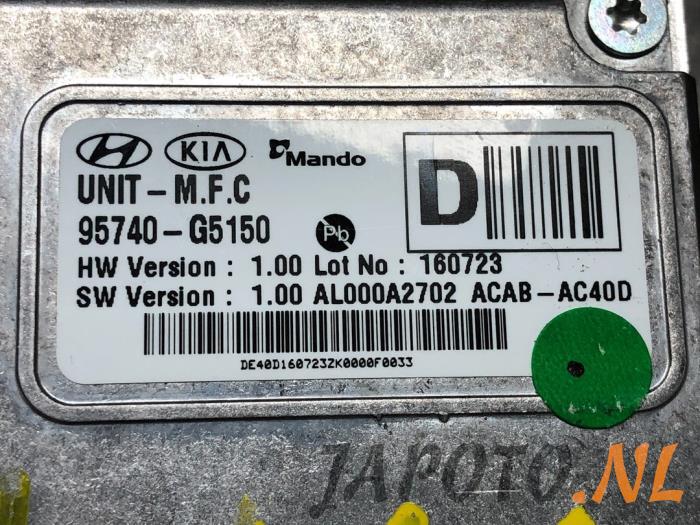 HYUNDAI KIA Mando D
UNIT-M.F.C
95740-G5150 Pb
HW Version : 1.00 Lot No : 160723
SW Version : 1.00 AL000A2702 ACAB-AC40D
DE40D160723ZK0000F0033
JAPOTO.NL